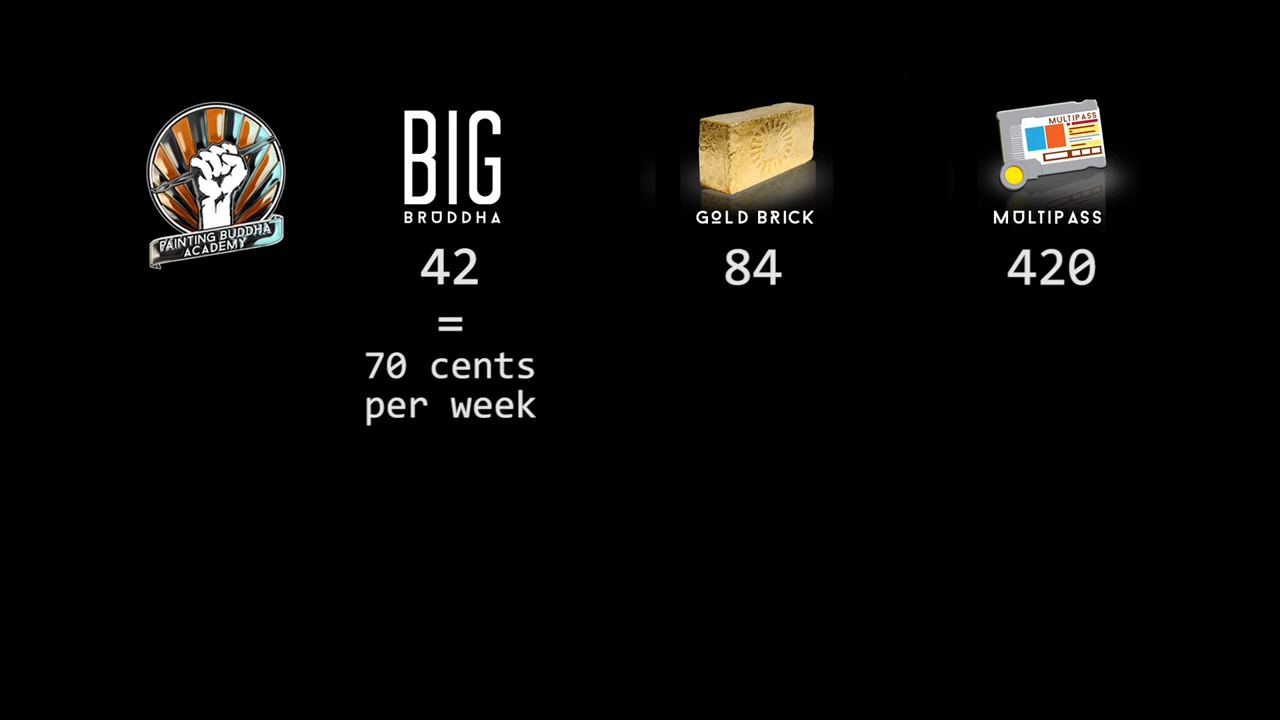 PAINTING BUDDHA
ACADEMY
BIG
BRUDDHA
42
=
70 cents
per week
GOLD BRICK
84
MULTIPASS
MULTIPASS
420